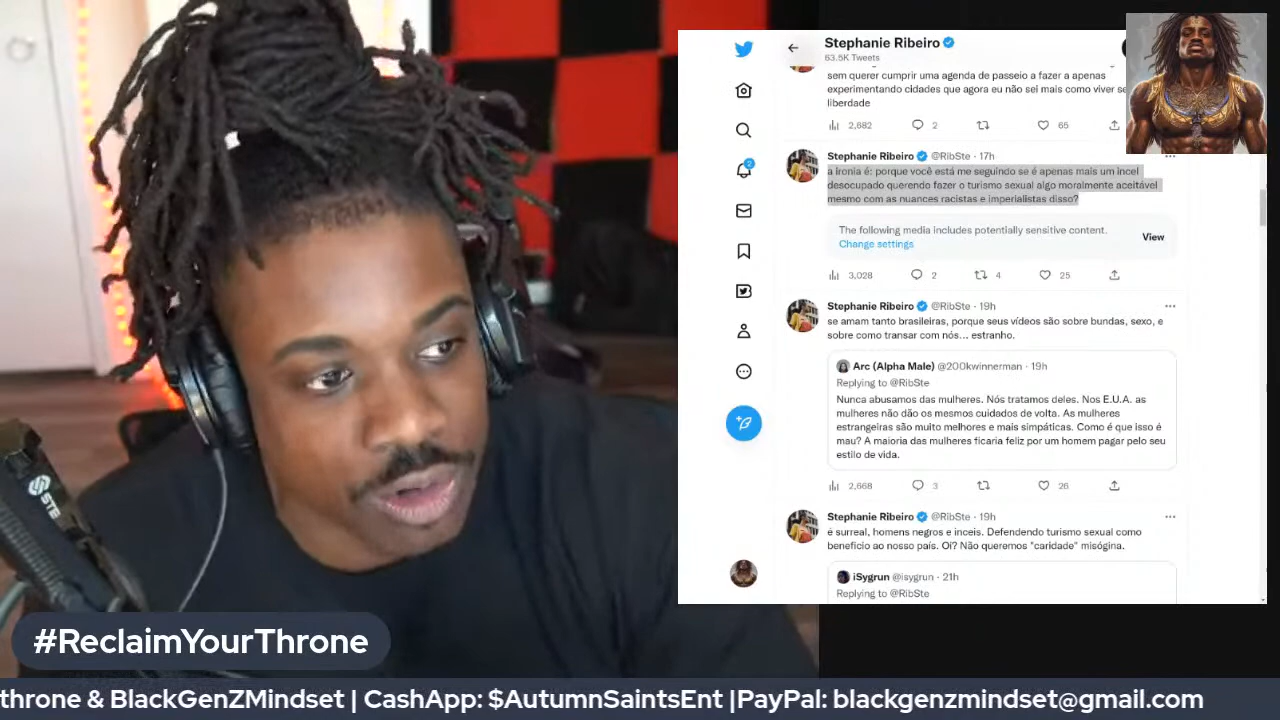 Stephanie Ribeiro
63.5K Tweets
sem querer cumprir uma agenda de passeio a fazer a apenas
experimentando cidades que agora eu não sei mais como viver se
liberdade
2,682 2 65
Stephanie Ribeiro @RibSte · 17h
a ironia é: porque você está me seguindo se é apenas mais um incel
desocupado querendo fazer o turismo sexual algo moralmente aceitável
mesmo com as nuances racistas e imperialistas disso?
The following media includes potentially sensitive content.
Change settings
View
3,028 2 4 25
Stephanie Ribeiro @RibSte · 19h
se amam tanto brasileiras, porque seus vídeos são sobre bundas, sexo, e
sobre como transar com nós... estranho.
Arc (Alpha Male) @200kwinnerman · 19h
Replying to @RibSte
Nunca abusamos das mulheres. Nós tratamos deles. Nos E.U.A. as
mulheres não dão os mesmos cuidados de volta. As mulheres
estrangeiras são muito melhores e mais simpáticas. Como é que isso é
mau? A maioria das mulheres ficaria feliz por um homem pagar pelo seu
estilo de vida.
2,668 3 26
Stephanie Ribeiro @RibSte · 19h
é surreal, homens negros e inceis. Defendendo turismo sexual como
beneficio ao nosso país. Oi? Não queremos "caridade" misógina.
iSygrun @isygrun · 21h
Replying to @RibSte
2
STE
#ReclaimYourThrone
throne & BlackGenZMindset | CashApp: $AutumnSaintsEnt |PayPal: blackgenzmindset@gmail.com